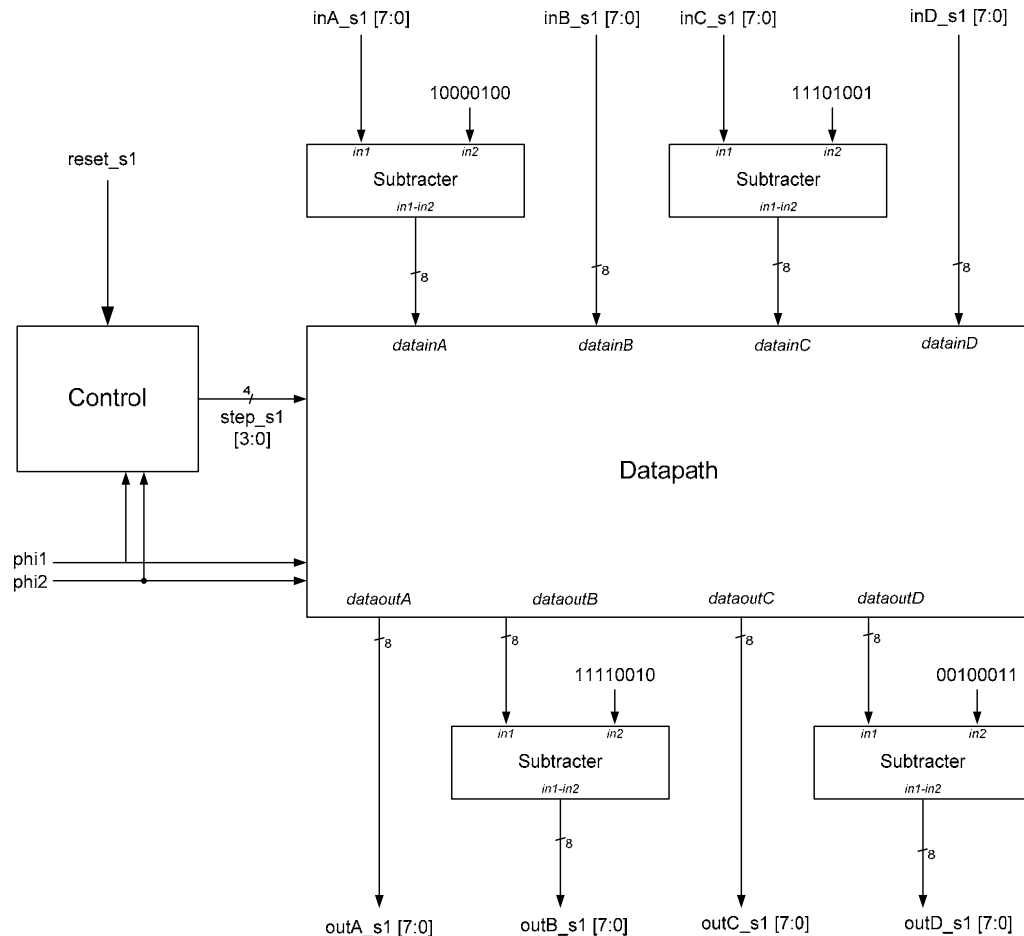 inA_s1 [7:0]
inB_s1 [7:0]
inC_s1 [7:0]
inD_s1 [7:0]
10000100
11101001
in1
in2
Subtracter
in1-in2
in1
in2
Subtracter
in1-in2
reset_s1
8
8
8
8
datainA
datainB
datainC
datainD
Control
4
step_s1
[3:0]
Datapath
phi1
phi2
dataoutA
dataoutB
dataoutC
dataoutD
8
8
8
8
11110010
00100011
in1
in2
Subtracter
in1-in2
in1
in2
Subtracter
in1-in2
8
8
outA_s1 [7:0]
outB_s1 [7:0]
outC_s1 [7:0]
outD_s1 [7:0]